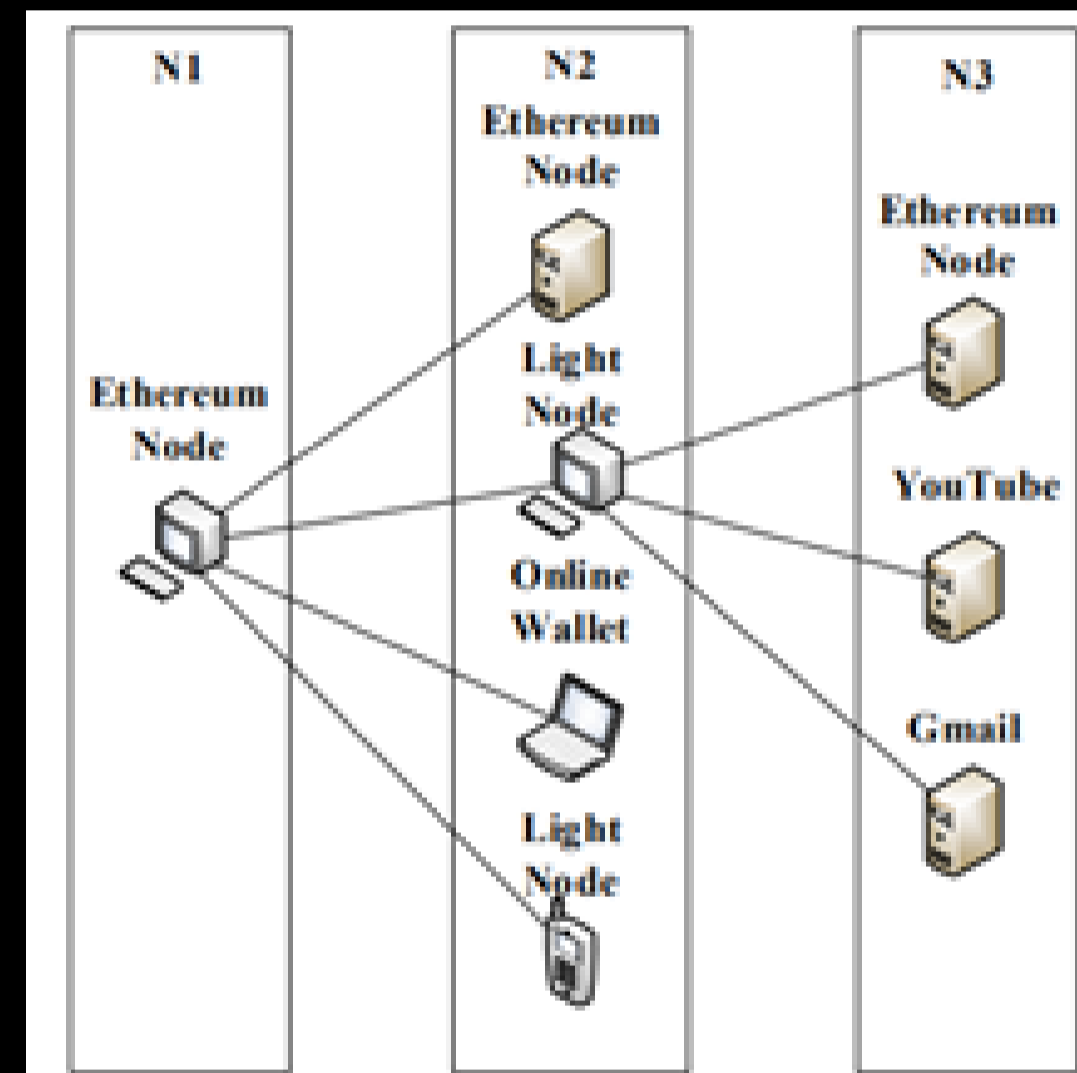 N1
Ethereum
Node
N2
Ethereum
Node
Light
Node
Online
Wallet
Light
Node
N3
Ethereum
Node
YouTube
Gmail